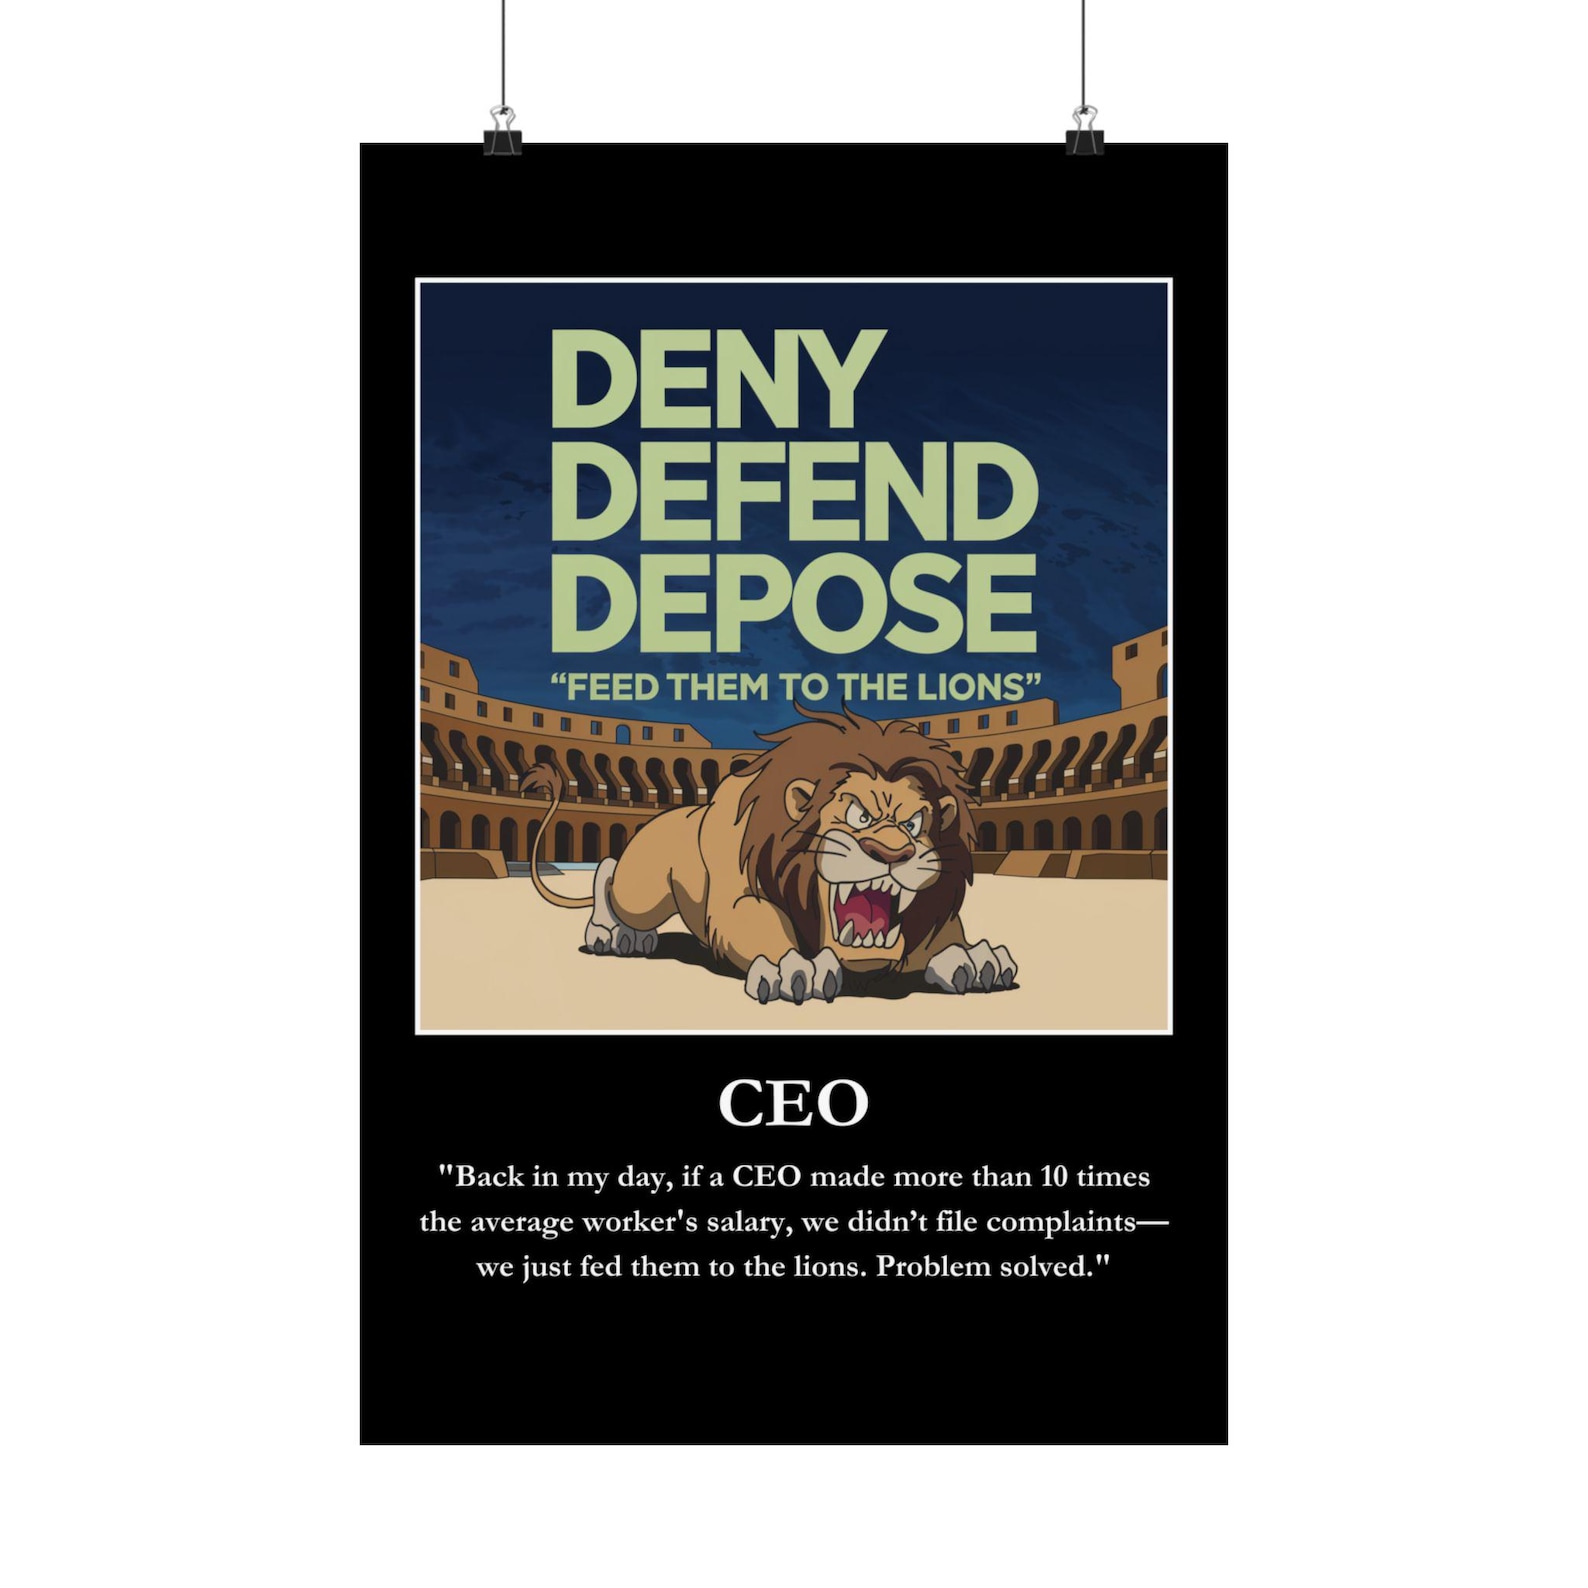 DENY
DEFEND
DEPOSE
“FEED THEM TO THE LIONS”
CEO
"Back in my day, if a CEO made more than 10 times
the average worker's salary, we didn’t file complaints—
we just fed them to the lions. Problem solved."